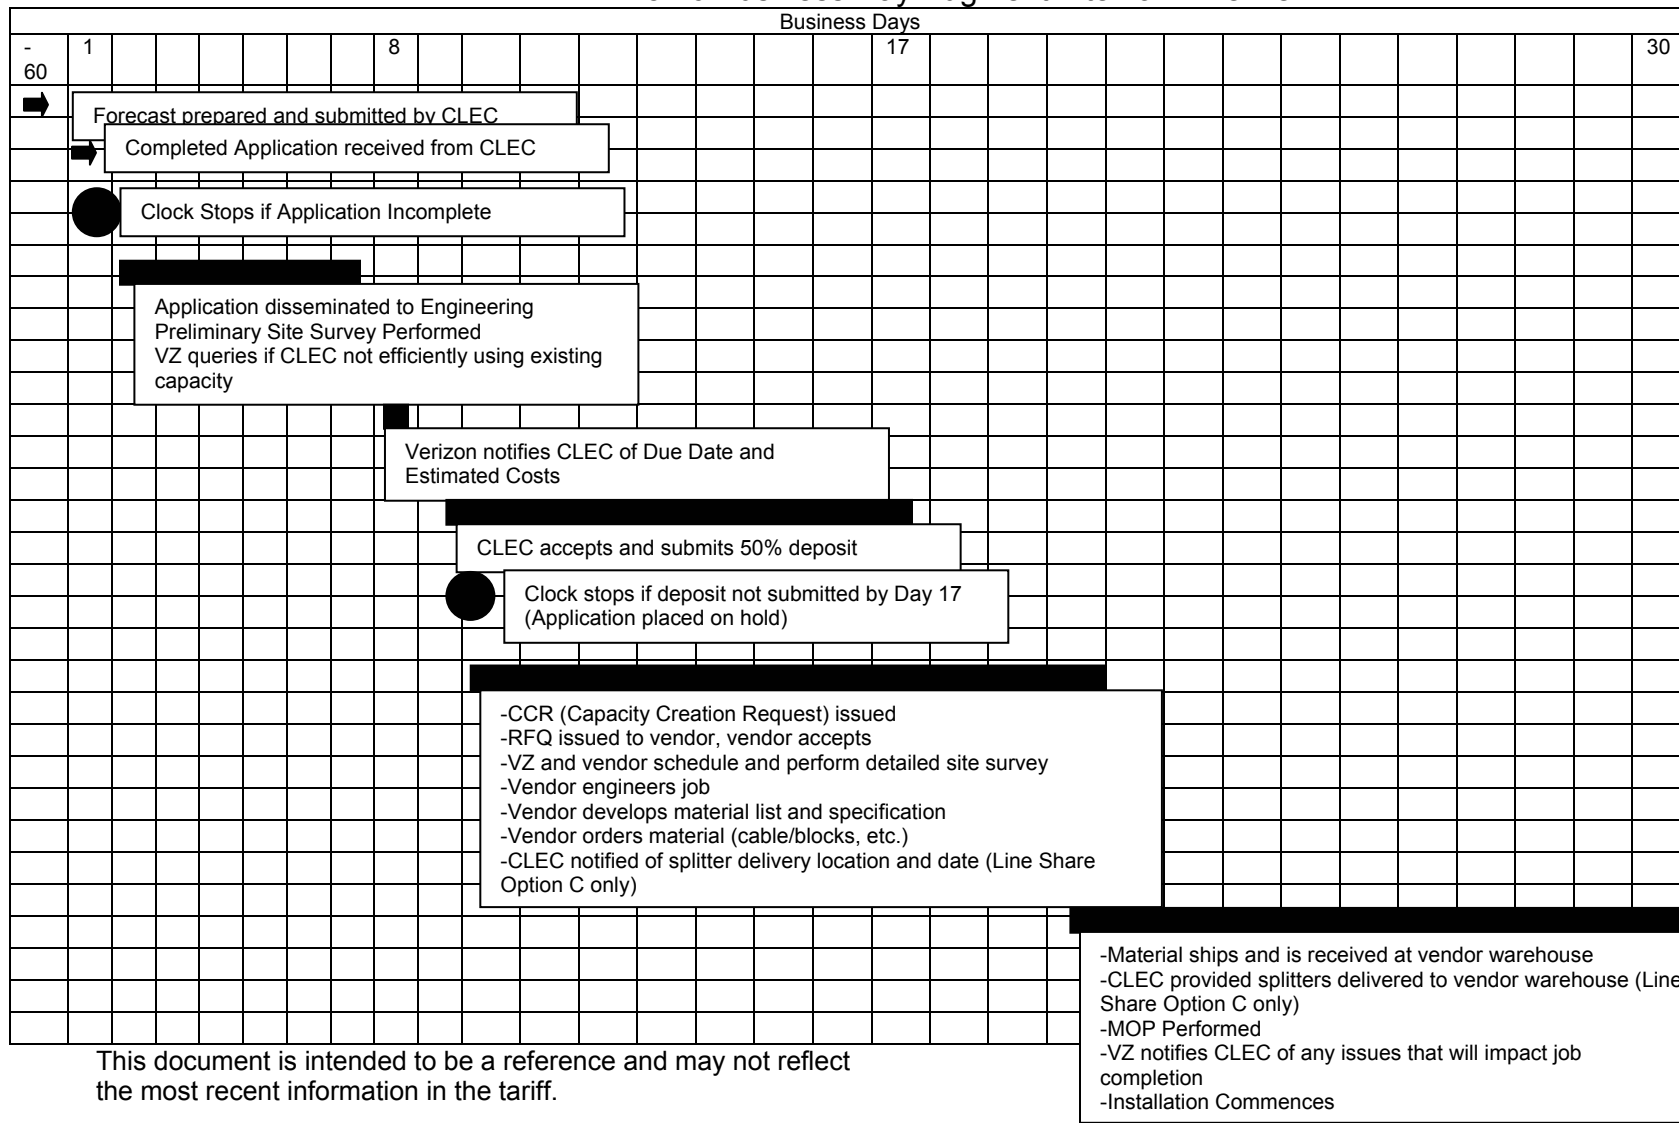 Business Days
- 1 8 17 30
60
Forecast prepared and submitted by CLEC
Completed Application received from CLEC
Clock Stops if Application Incomplete
Application disseminated to Engineering
Preliminary Site Survey Performed
VZ queries if CLEC not efficiently using existing
capacity
Verizon notifies CLEC of Due Date and
Estimated Costs
CLEC accepts and submits 50% deposit
Clock stops if deposit not submitted by Day 17
(Application placed on hold)
-CCR (Capacity Creation Request) issued
-RFQ issued to vendor, vendor accepts
-VZ and vendor schedule and perform detailed site survey
-Vendor engineers job
-Vendor develops material list and specification
-Vendor orders material (cable/blocks, etc.)
-CLEC notified of splitter delivery location and date (Line Share
Option C only)
-Material ships and is received at vendor warehouse
-CLEC provided splitters delivered to vendor warehouse (Line
Share Option C only)
-MOP Performed
-VZ notifies CLEC of any issues that will impact job
completion
-Installation Commences
This document is intended to be a reference and may not reflect
the most recent information in the tariff.